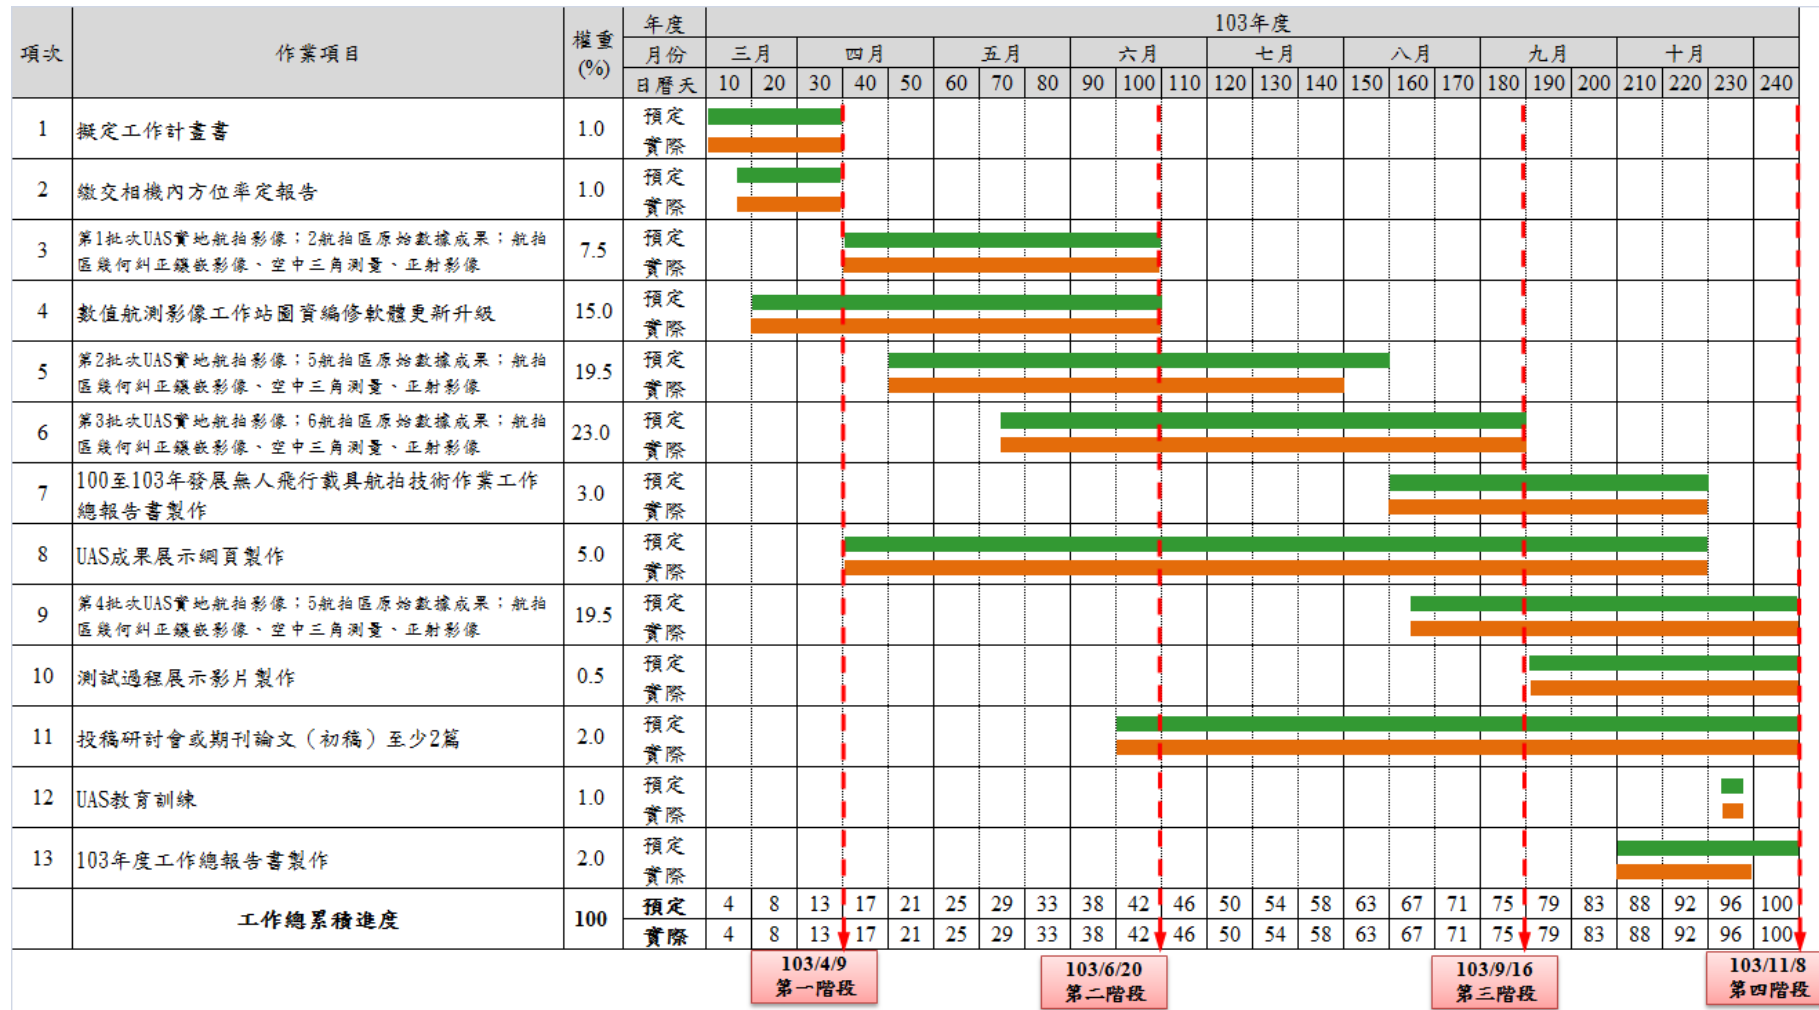 項次 作業項目 權重(%) 年度 103年度
月份 三月 四月 五月 六月 七月 八月 九月 十月
日曆天 10 20 30 40 50 60 70 80 90 100 110 120 130 140 150 160 170 180 190 200 210 220 230 240
1 擬定工作計畫書 1.0 預定
實際
2 繳交相機內方位率定報告 1.0 預定
實際
3 第1批次UAS實地航拍影像；2航拍區原始數據成果；航拍 7.5 預定
區幾何糾正鑲嵌影像、空中三角測量、正射影像 實際
4 數值航測影像工作站圖資編修軟體更新升級 15.0 預定
實際
5 第2批次UAS實地航拍影像；5航拍區原始數據成果；航拍 19.5 預定
區幾何糾正鑲嵌影像、空中三角測量、正射影像 實際
6 第3批次UAS實地航拍影像；6航拍區原始數據成果；航拍 23.0 預定
區幾何糾正鑲嵌影像、空中三角測量、正射影像 實際
7 100至103年發展無人飛行載具航拍技術作業工作 3.0 預定
總報告書製作 實際
8 UAS成果展示網頁製作 5.0 預定
實際
9 第4批次UAS實地航拍影像；5航拍區原始數據成果；航拍 19.5 預定
區幾何糾正鑲嵌影像、空中三角測量、正射影像 實際
10 測試過程展示影片製作 0.5 預定
實際
11 投稿研討會或期刊論文（初稿）至少2篇 2.0 預定
實際
12 UAS教育訓練 1.0 預定
實際
13 103年度工作總報告書製作 2.0 預定
實際
工作總累積進度 100 預定 4 8 13 17 21 25 29 33 38 42 46 50 54 58 63 67 71 75 79 83 88 92 96 100
實際 4 8 13 17 21 25 29 33 38 42 46 50 54 58 63 67 71 75 79 83 88 92 96 100
103/4/9
第一階段
103/6/20
第二階段
103/9/16
第三階段
103/11/8
第四階段